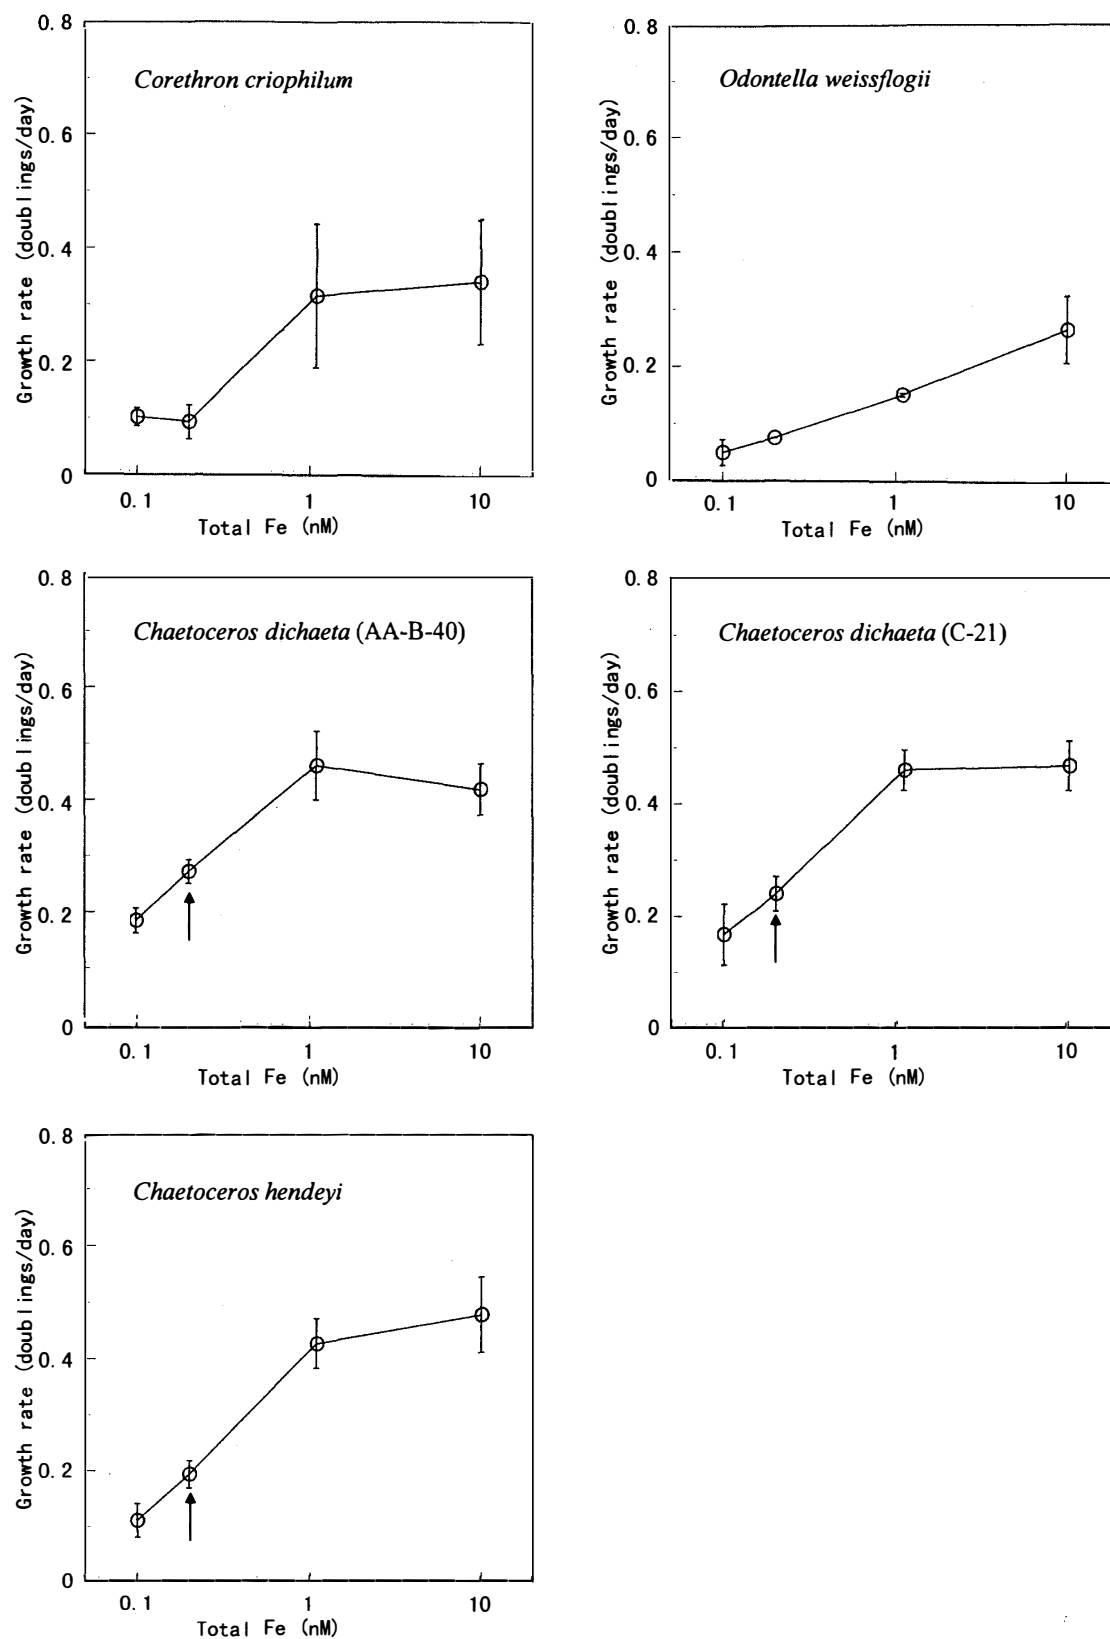 0.8
0.6
0.4
0.2
0
Growth rate (doublings/day)
Corethron criophilum
0.1 1 10
Total Fe (nM)
0.8
0.6
0.4
0.2
0
Growth rate (doublings/day)
Odontella weissflogii
0.1 1 10
Total Fe (nM)
0.8
0.6
0.4
0.2
0
Growth rate (doublings/day)
Chaetoceros dichaeta (AA-B-40)
0.1 1 10
Total Fe (nM)
0.8
0.6
0.4
0.2
0
Growth rate (doublings/day)
Chaetoceros dichaeta (C-21)
0.1 1 10
Total Fe (nM)
0.8
0.6
0.4
0.2
0
Growth rate (doublings/day)
Chaetoceros hendeyi
0.1 1 10
Total Fe (nM)